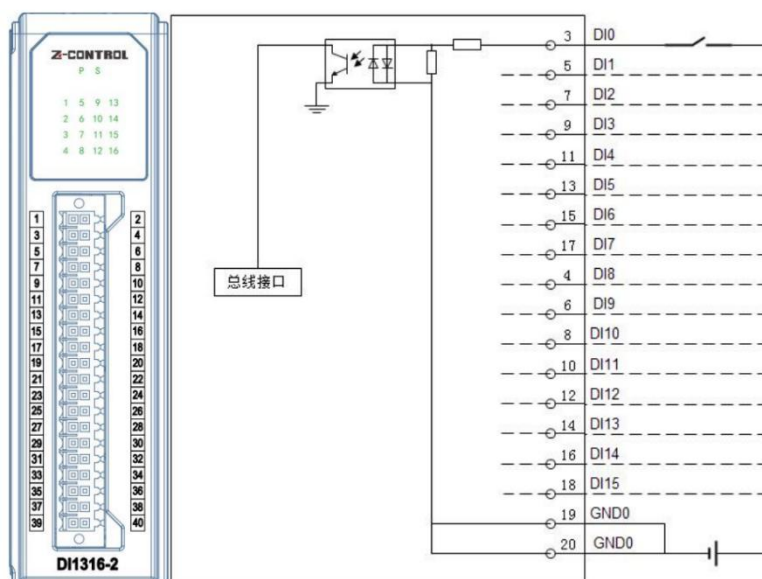 Z-CONTROL
P S
1 5 9 13
2 6 10 14
3 7 11 15
4 8 12 16
1 2
3 4
5 6
7 8
9 10
11 12
13 14
15 16
17 18
19 20
21 22
23 24
25 26
27 28
29 30
31 32
33 34
35 36
37 38
39 40
DI1316-2
总线接口
3 DI0
5 DI1
7 DI2
9 DI3
11 DI4
13 DI5
15 DI6
17 DI7
4 DI8
6 DI9
8 DI10
10 DI11
12 DI12
14 DI13
16 DI14
18 DI15
19 GND0
20 GND0